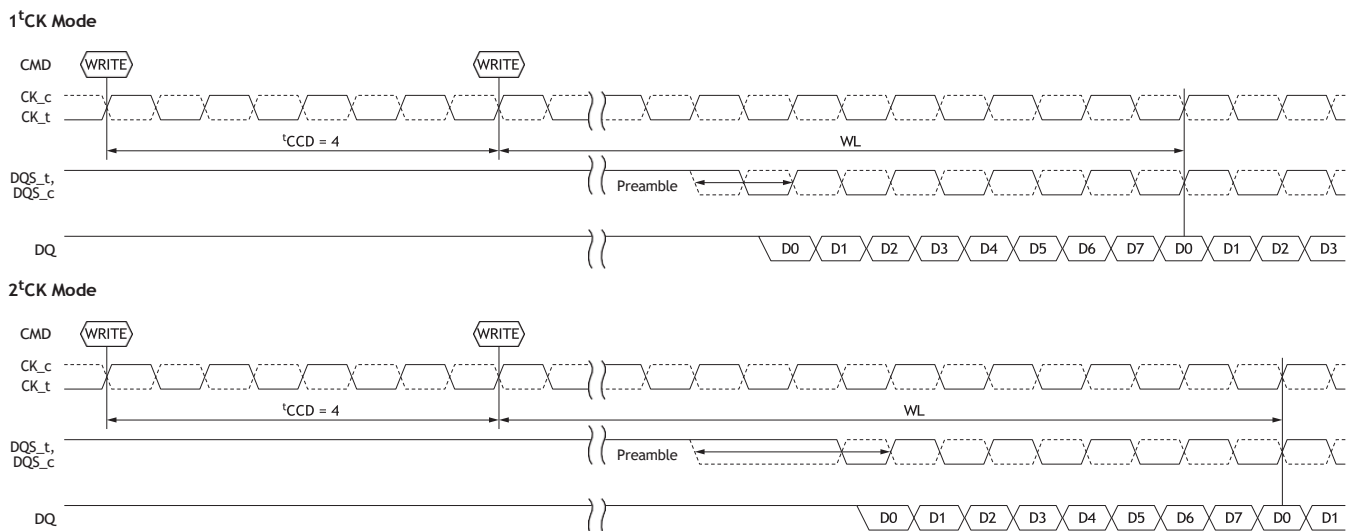 1tCK Mode
CMD WRITE WRITE
CK_c
CK_t
tCCD = 4 WL
DQS_t,
DQS_c
Preamble
DQ D0 D1 D2 D3 D4 D5 D6 D7 D0 D1 D2 D3
2tCK Mode
CMD WRITE WRITE
CK_c
CK_t
tCCD = 4 WL
DQS_t,
DQS_c
Preamble
DQ D0 D1 D2 D3 D4 D5 D6 D7 D0 D1